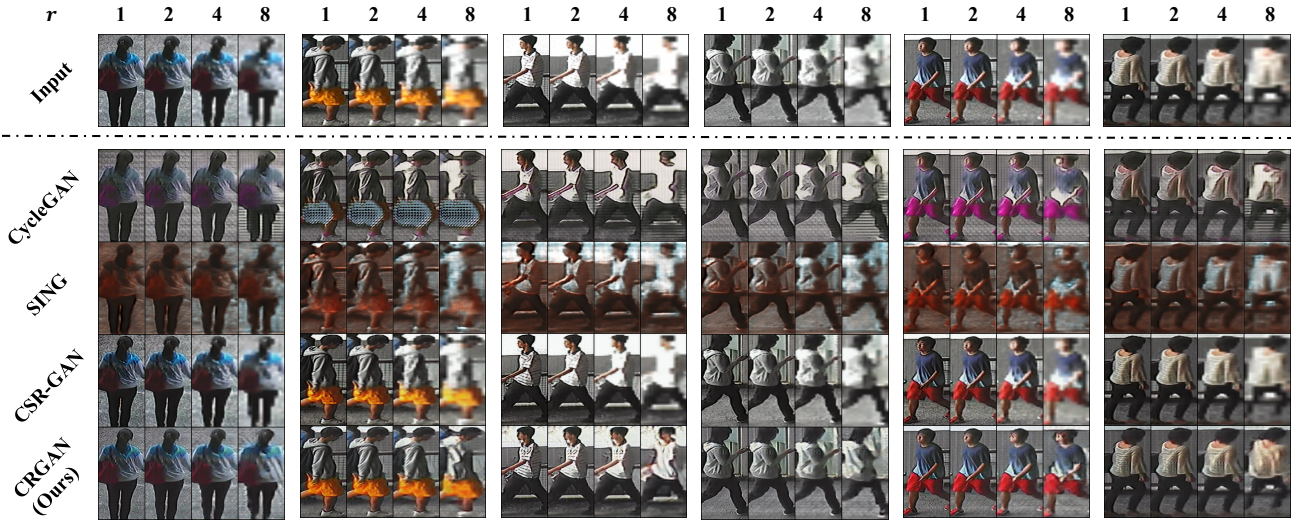 r 1 2 4 8 1 2 4 8 1 2 4 8 1 2 4 8 1 2 4 8 1 2 4 8
Input
CycleGAN
SING
CSR-GAN
CRGAN
(Ours)